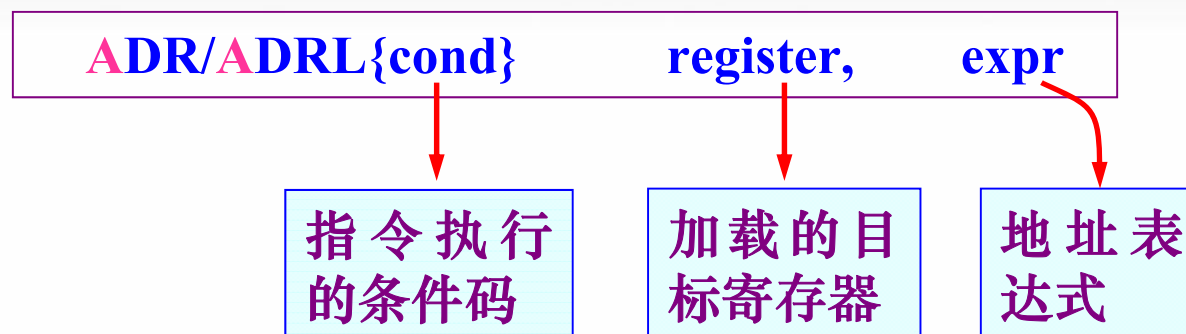 ADR/ADRL{cond} register, expr
指令执行
的条件码
加载的目
标寄存器
地址表
达式